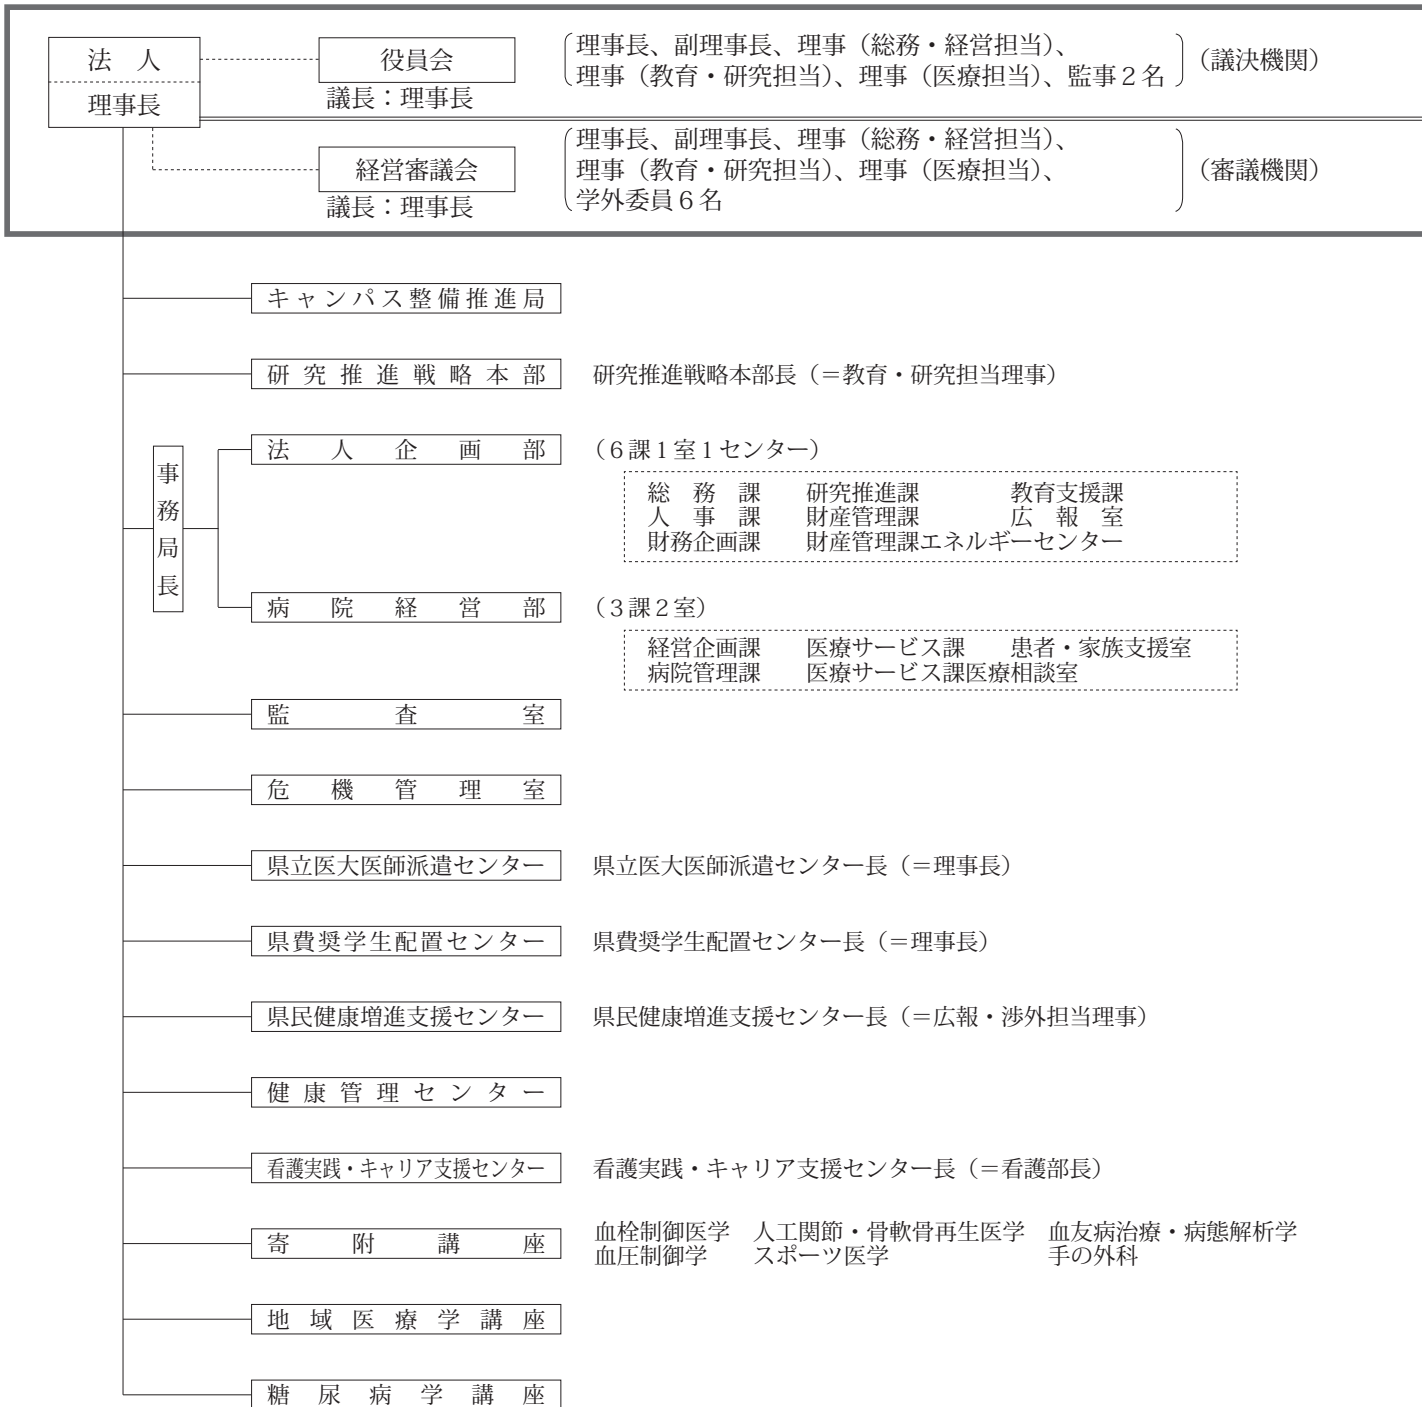 法　人
理事長
役員会
議長：理事長
理事長、副理事長、理事（総務・経営担当）、
理事（教育・研究担当）、理事（医療担当）、監事２名
（議決機関）
経営審議会
議長：理事長
理事長、副理事長、理事（総務・経営担当）、
理事（教育・研究担当）、理事（医療担当）、
学外委員６名
（審議機関）
キャンパス整備推進局
研究推進戦略本部　研究推進戦略本部長（＝教育・研究担当理事）
事務局長
法人企画部　（６課１室１センター）
総務課　研究推進課　教育支援課
人事課　財産管理課　広報室
財務企画課　財産管理課エネルギーセンター
病院経営部　（３課２室）
経営企画課　医療サービス課　患者・家族支援室
病院管理課　医療サービス課医療相談室
監査室
危機管理室
県立医大医師派遣センター　県立医大医師派遣センター長（＝理事長）
県費奨学生配置センター　県費奨学生配置センター長（＝理事長）
県民健康増進支援センター　県民健康増進支援センター長（＝広報・渉外担当理事）
健康管理センター
看護実践・キャリア支援センター　看護実践・キャリア支援センター長（＝看護部長）
寄附講座
血栓制御医学　人工関節・骨軟骨再生医学　血友病治療・病態解析学
血圧制御学　スポーツ医学　手の外科
地域医療学講座
糖尿病学講座